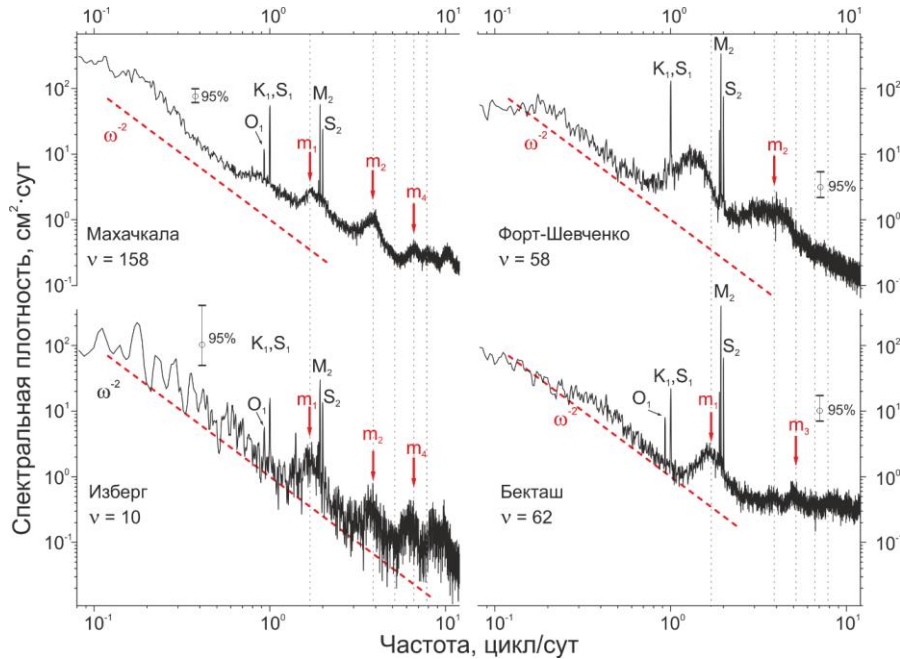 10⁻¹ 10⁰ 10¹ 10⁻¹ 10⁰ 10¹
Спектральная плотность, см²·сут
10² 10¹ 10⁰ 10⁻¹
95%
K₁,S₁
O₁
M₂
S₂
m₁
m₂
m₄
ω⁻²
Махачкала
ν = 158
K₁,S₁
M₂
S₂
m₂
95%
ω⁻²
Форт-Шевченко
ν = 58
10² 10¹ 10⁰ 10⁻¹
10² 10¹ 10⁰ 10⁻¹
95%
K₁,S₁
O₁
M₂
S₂
m₁
m₂
m₄
ω⁻²
Изберг
ν = 10
M₂
S₂
K₁,S₁
O₁
m₁
m₃
95%
ω⁻²
Бекташ
ν = 62
10² 10¹ 10⁰ 10⁻¹
10⁻¹ 10⁰ 10¹ 10⁻¹ 10⁰ 10¹
Частота, цикл/сут